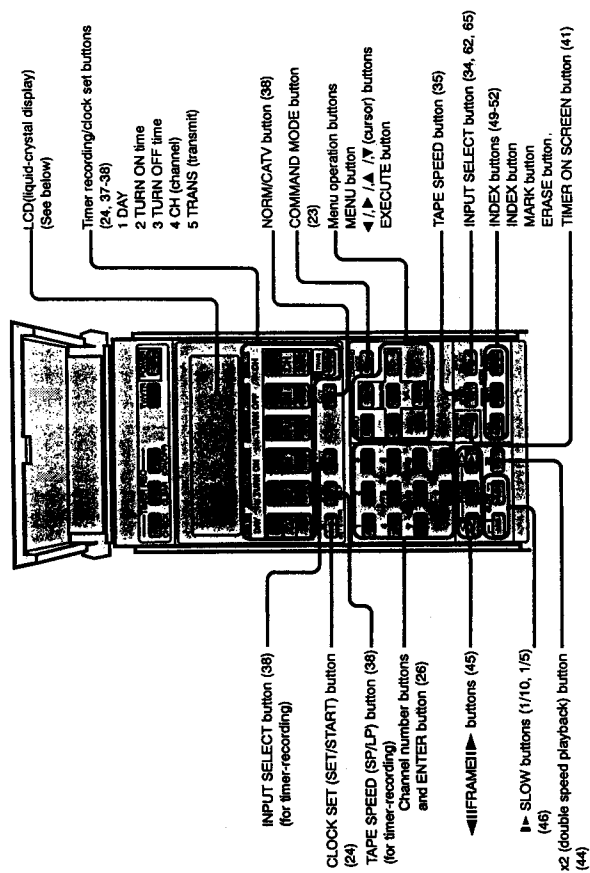 LCD(liquid-crystal display)
(See below)
Timer recording/clock set buttons
(24, 37-38)
1 DAY
2 TURN ON time
3 TURN OFF time
4 CH (channel)
5 TRANS (transmit)
NORM/CATV button (38)
COMMAND MODE button
(23)
Menu operation buttons
MENU button
◀ /, ▶ /, ▲ /▼ (cursor) buttons
EXECUTE button
TAPE SPEED button (35)
INPUT SELECT button (34, 62, 65)
INDEX buttons (49-52)
INDEX button
MARK button
ERASE button
TIMER ON SCREEN button (41)
INPUT SELECT button (38)
(for timer-recording)
CLOCK SET (SET/START) button
(24)
TAPE SPEED (SP/LP) button (38)
(for timer-recording)
Channel number buttons
and ENTER button (26)
◀IIFRAMEII▶ buttons (45)
I▶ SLOW buttons (1/10, 1/5)
(46)
x2 (double speed playback) button
(44)